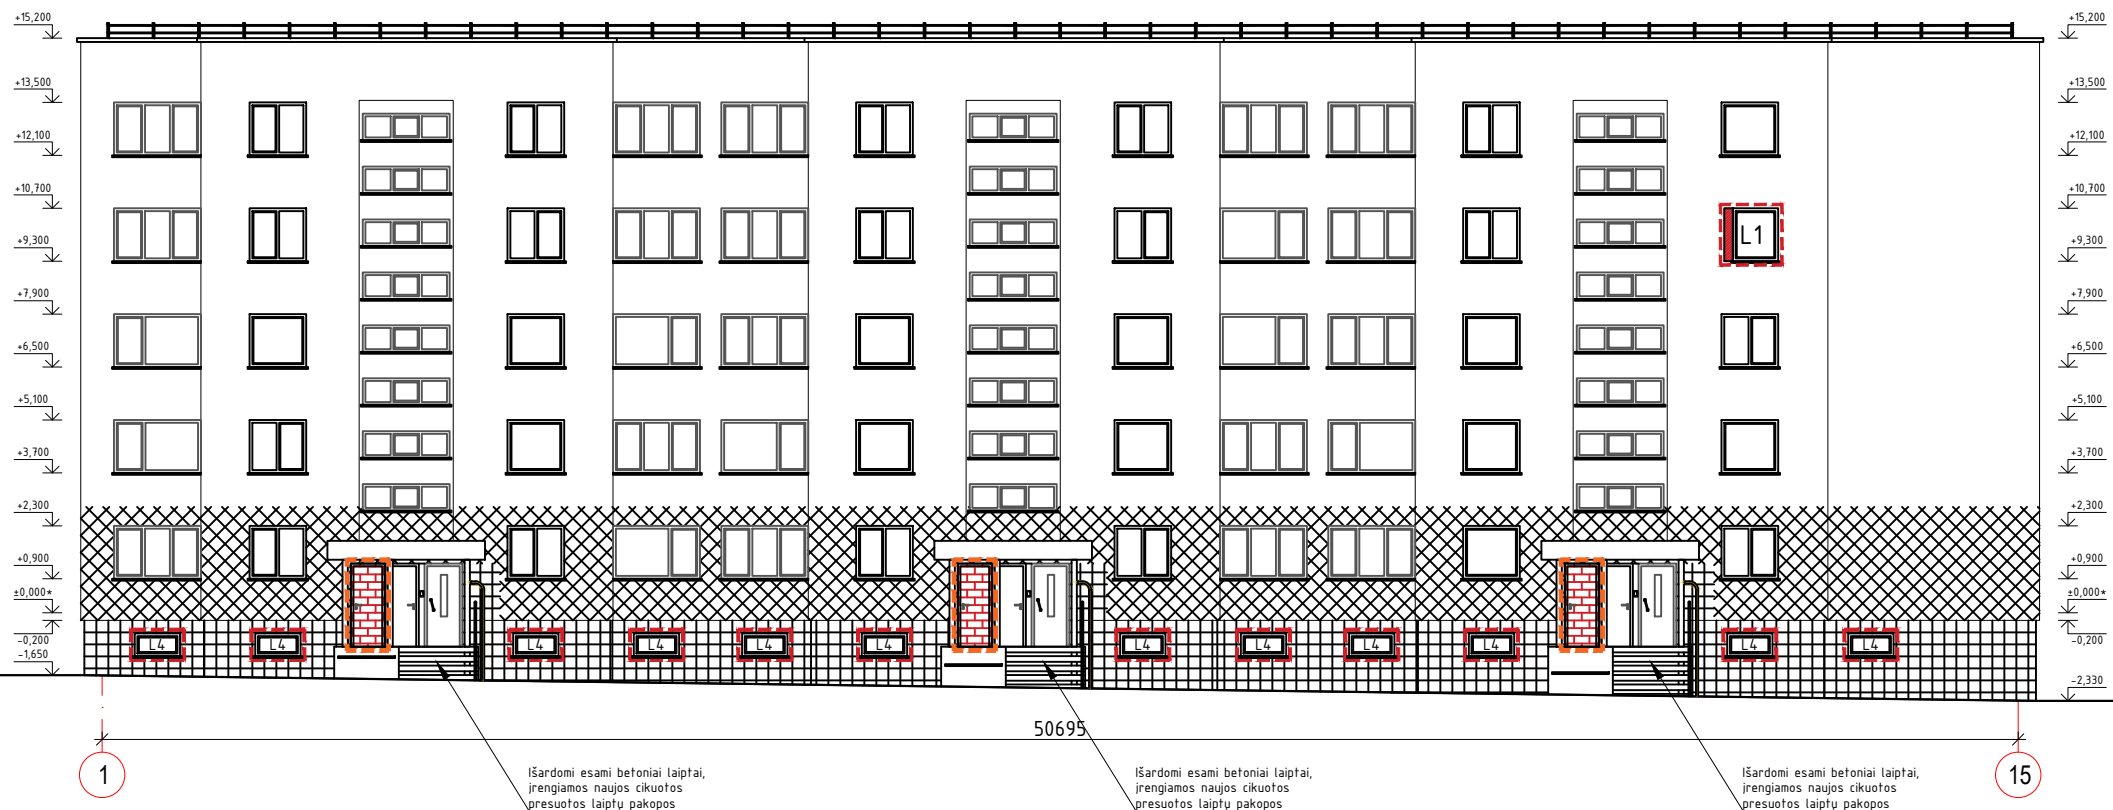 +15,200 +15,200
+13,500 +13,500
+12,100 +12,100
+10,700 +10,700
L1
+9,300 +9,300
+7,900 +7,900
+6,500 +6,500
+5,100 +5,100
+3,700 +3,700
+2,300 +2,300
+0,900 +0,900
±0,000* ±0,000*
-0,200 -0,200
L4 L4 L4 L4 L4 L4 L4 L4 L4 L4 L4 L4
-1,650
-2,330
50695
1 15
Išardomi esami betoniai laiptai,
įrengiamos naujos cikuotos
presuotos laiptų pakopos
Išardomi esami betoniai laiptai,
įrengiamos naujos cikuotos
presuotos laiptų pakopos
Išardomi esami betoniai laiptai,
įrengiamos naujos cikuotos
presuotos laiptų pakopos